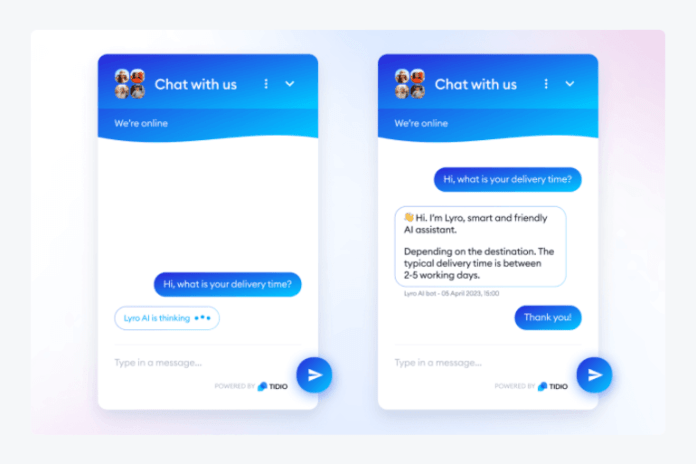 Chat with us
We're online
Hi, what is your delivery time?
Lyro AI is thinking
Type in a message...
POWERED BY TIDIO
Chat with us
We're online
Hi, what is your delivery time?
👋 Hi. I'm Lyro, smart and friendly
AI assistant.
Depending on the destination. The
typical delivery time is between
2-5 working days.
Lyro AI bot - 05 April 2023, 15:00
Thank you!
Type in a message...
POWERED BY TIDIO